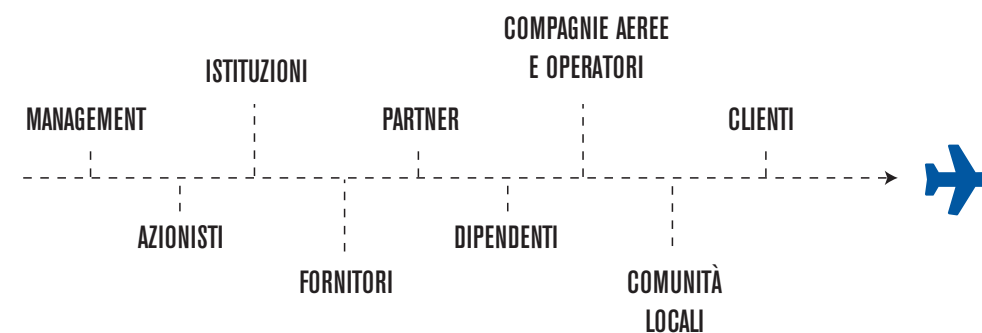 COMPAGNIE AEREE
E OPERATORI
ISTITUZIONI
MANAGEMENT
PARTNER
CLIENTI
AZIONISTI
DIPENDENTI
FORNITORI
COMUNITÀ
LOCALI